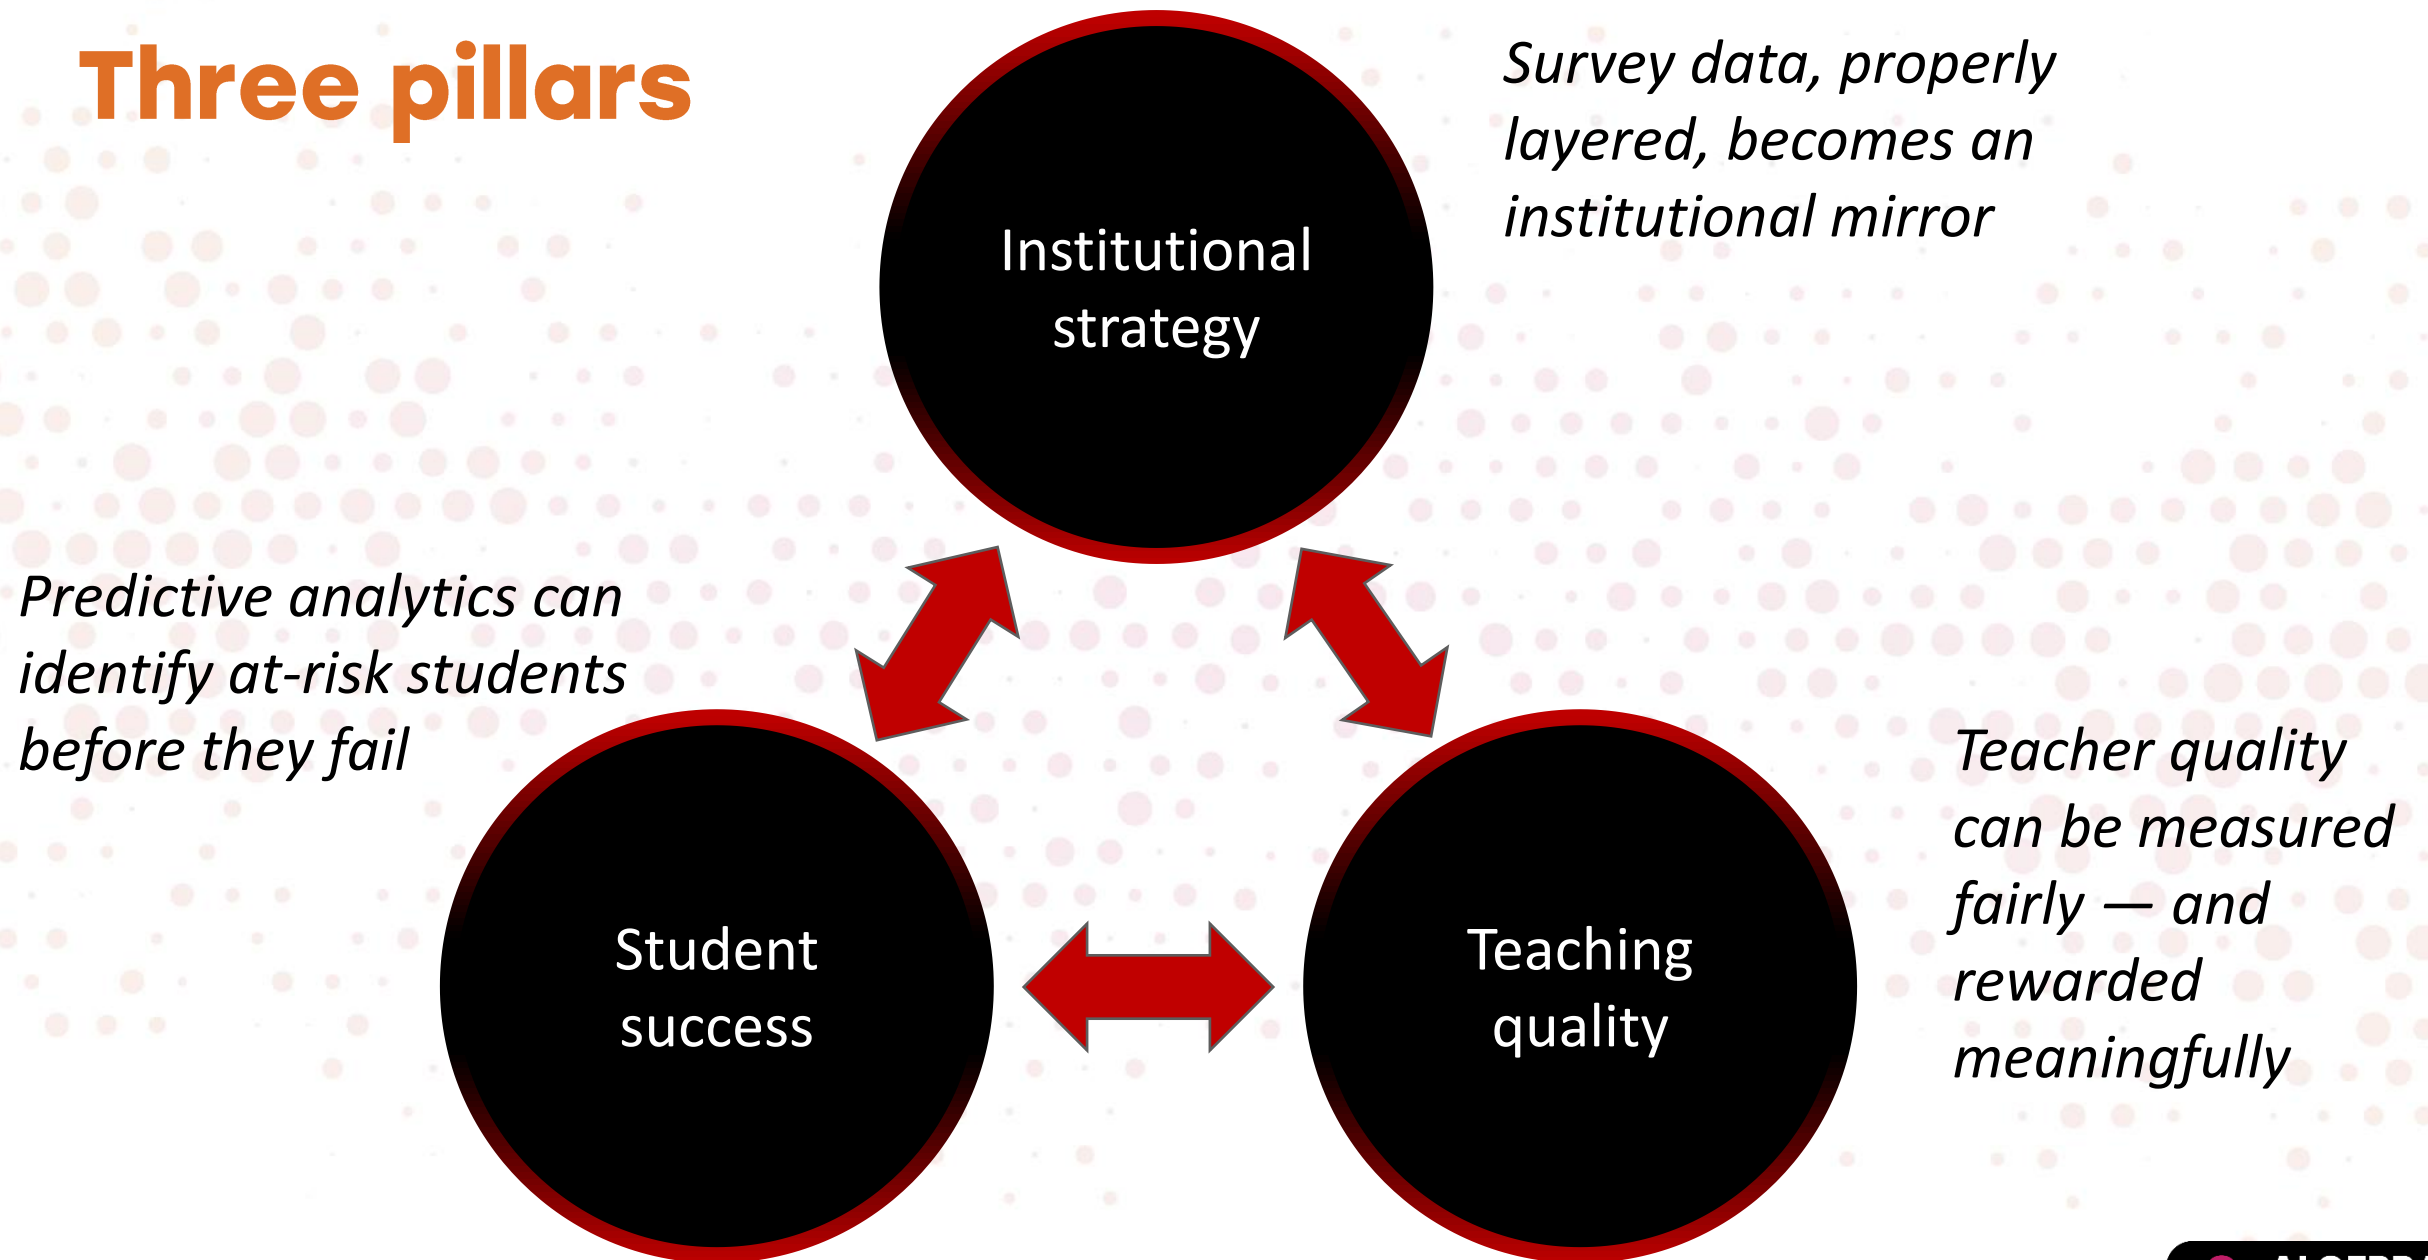 Three pillars
Survey data, properly
layered, becomes an
institutional mirror
Institutional
strategy
Predictive analytics can
identify at-risk students
before they fail
Teacher quality
can be measured
fairly — and
rewarded
meaningfully
Student
success
Teaching
quality